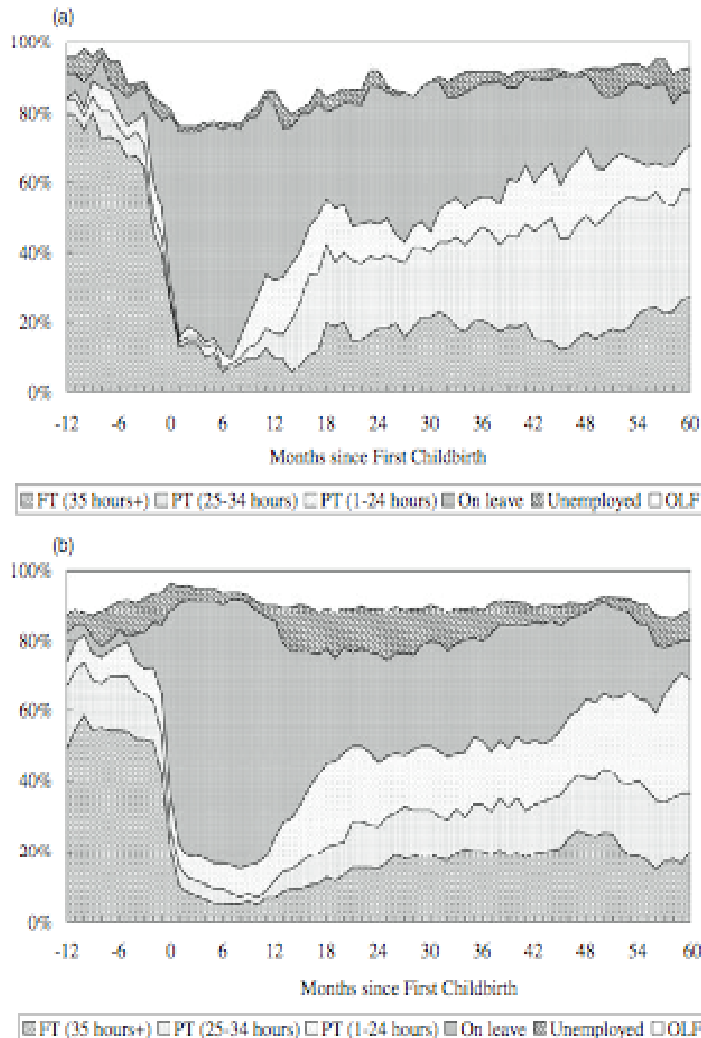 (a)
100%
80%
60%
40%
20%
0%
-12 -6 0 6 12 18 24 30 36 42 48 54 60
Months since First Childbirth
FT (35 hours+) PT (25-34 hours) PT (1-24 hours) On leave Unemployed OLF
(b)
100%
80%
60%
40%
20%
0%
-12 -6 0 6 12 18 24 30 36 42 48 54 60
Months since First Childbirth
FT (35 hours+) PT (25-34 hours) PT (1-24 hours) On leave Unemployed OLF